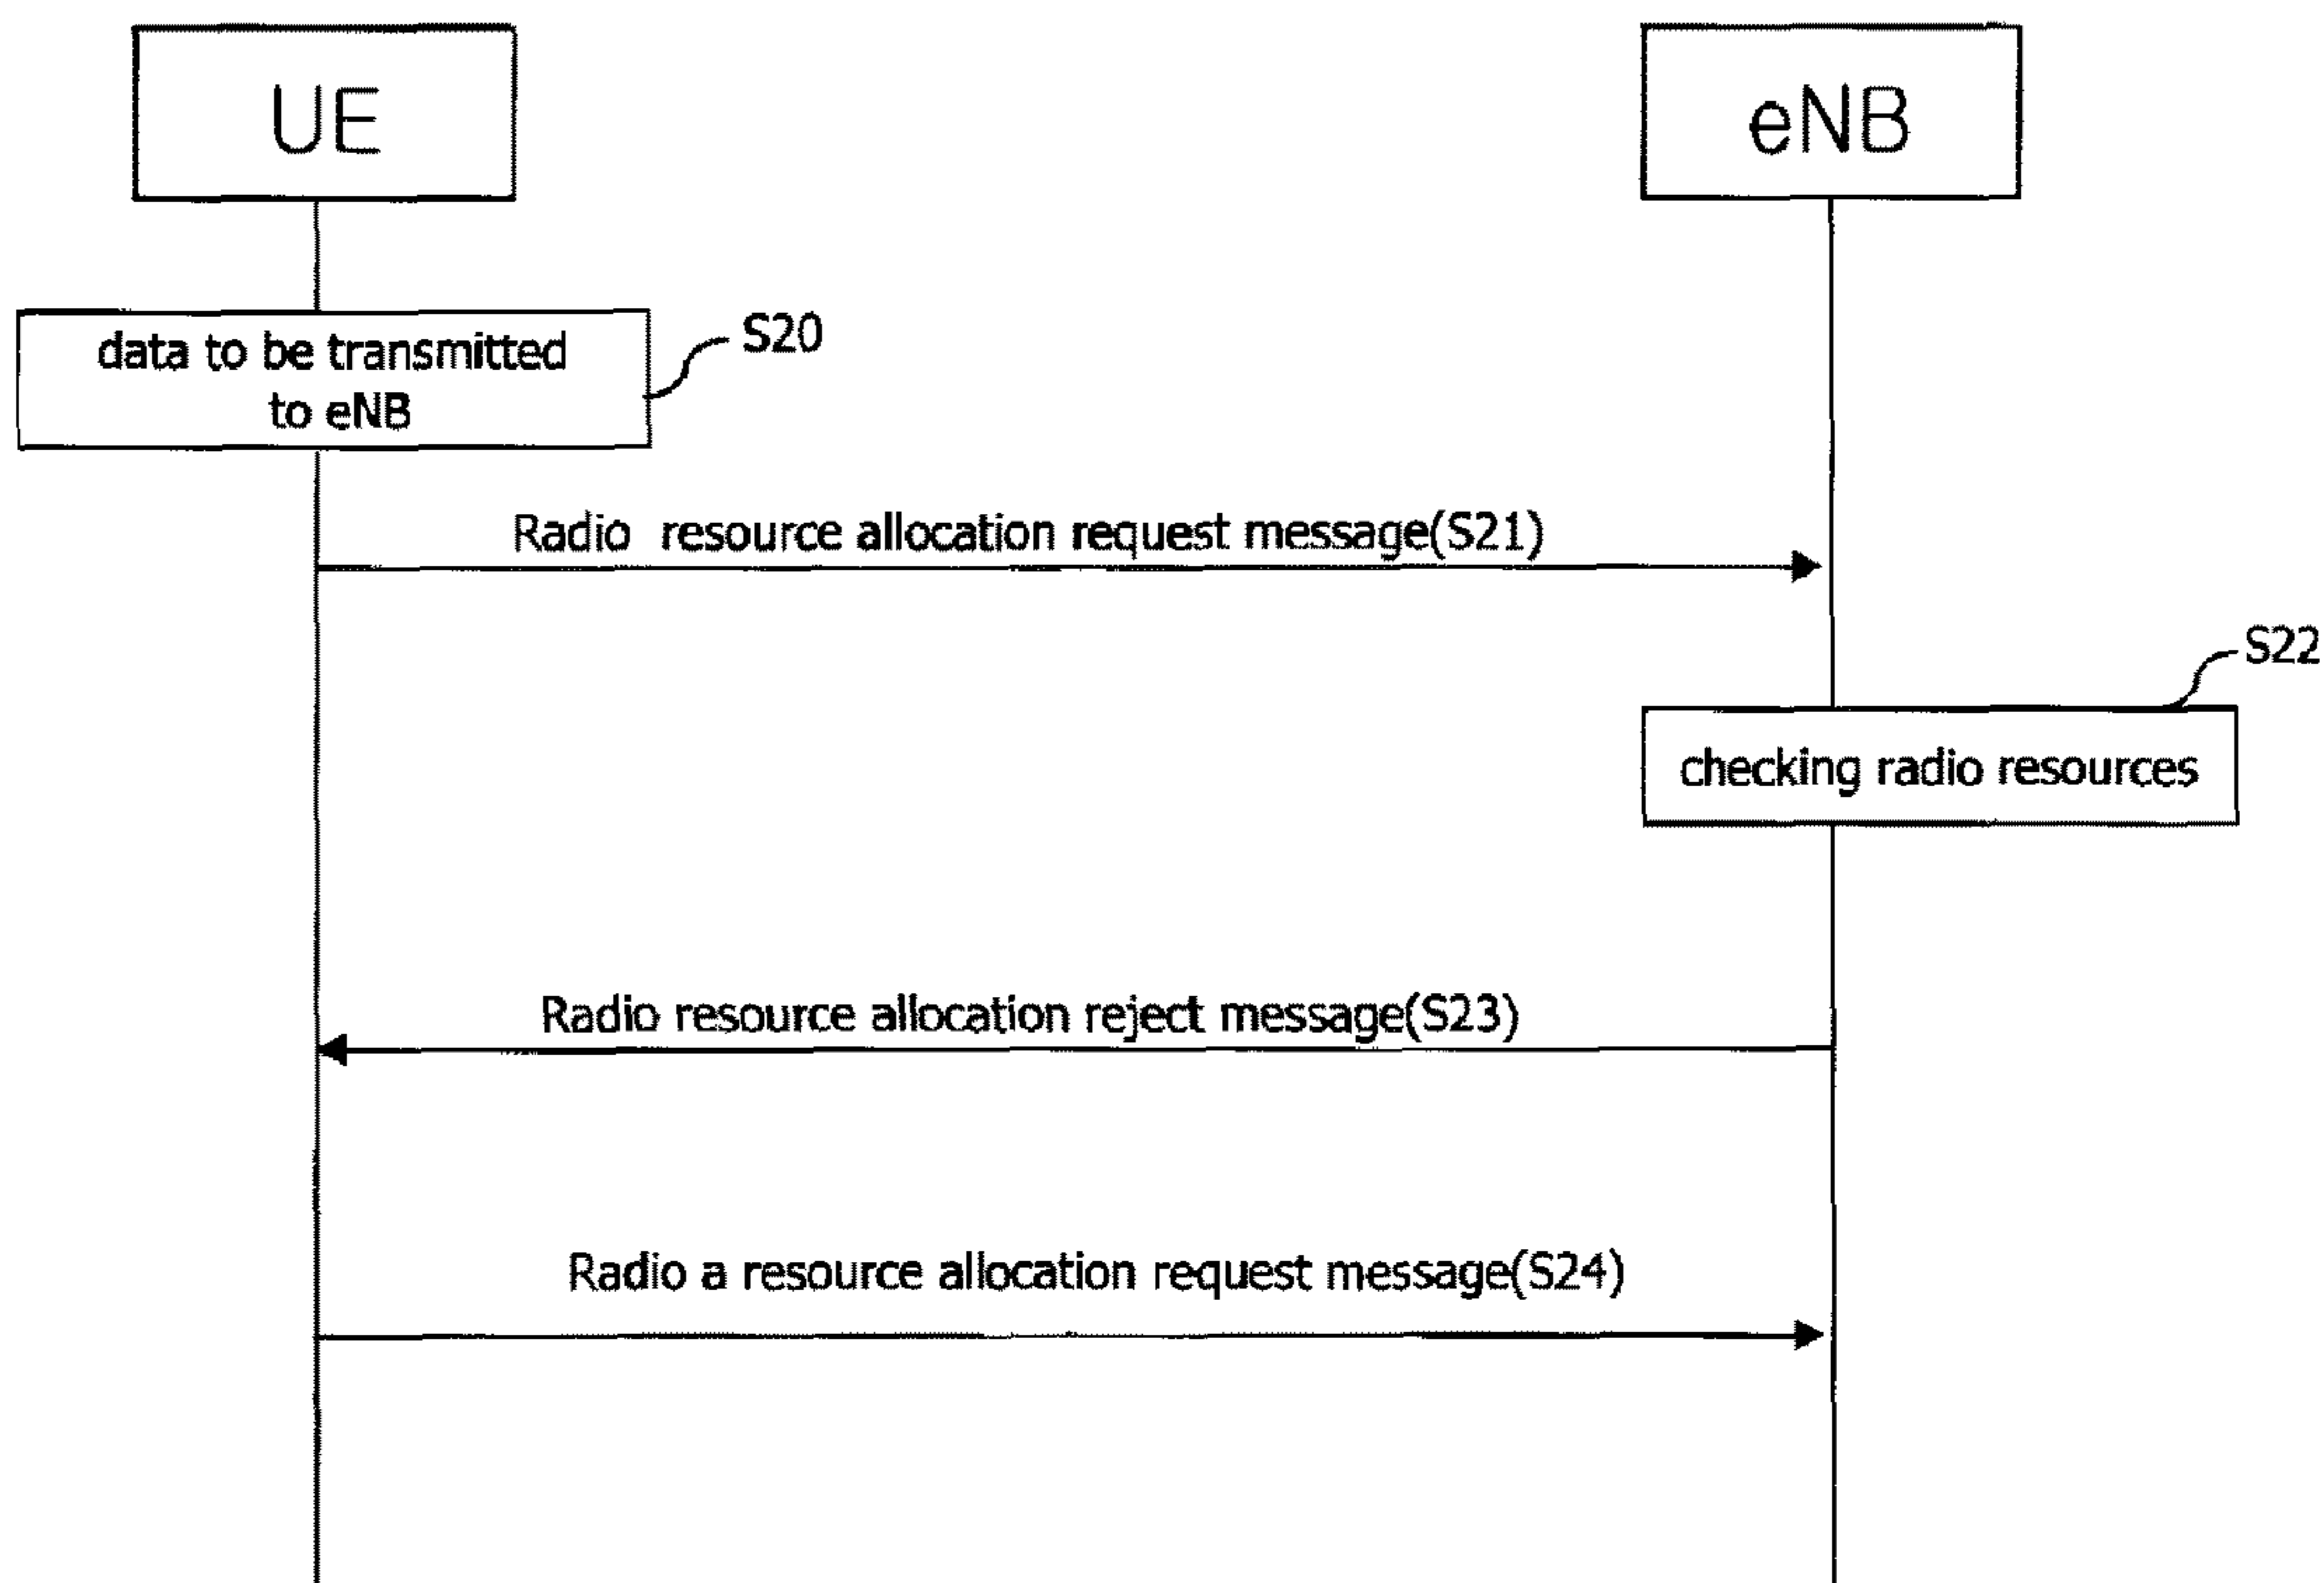 UE
eNB
data to be transmitted
to eNB
S20
Radio resource allocation request message(S21)
S22
checking radio resources
Radio resource allocation reject message(S23)
Radio a resource allocation request message(S24)